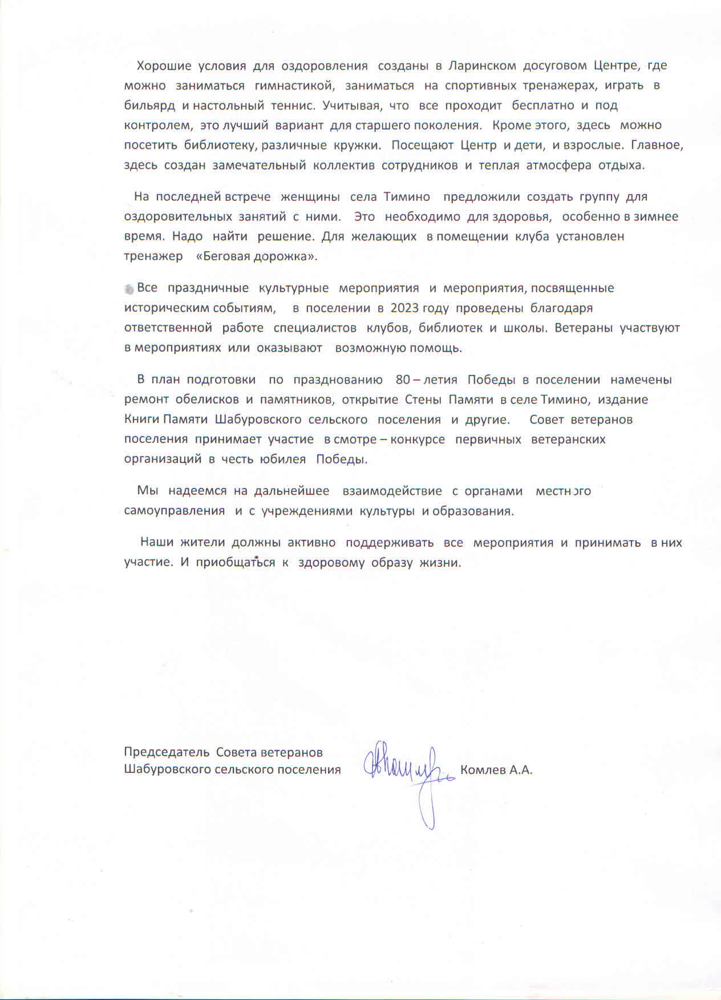 Хорошие условия для оздоровления созданы в Ларинском досуговом Центре, где
можно заниматься гимнастикой, заниматься на спортивных тренажерах, играть в
бильярд и настольный теннис. Учитывая, что все проходит бесплатно и под
контролем, это лучший вариант для старшего поколения. Кроме этого, здесь можно
посетить библиотеку, различные кружки. Посещают Центр и дети, и взрослые. Главное,
здесь создан замечательный коллектив сотрудников и теплая атмосфера отдыха.
На последней встрече женщины села Тимино предложили создать группу для
оздоровительных занятий с ними. Это необходимо для здоровья, особенно в зимнее
время. Надо найти решение. Для желающих в помещении клуба установлен
тренажер «Беговая дорожка».
Все праздничные культурные мероприятия и мероприятия, посвященные
историческим событиям, в поселении в 2023 году проведены благодаря
ответственной работе специалистов клубов, библиотек и школы. Ветераны участвуют
в мероприятиях или оказывают возможную помощь.
В план подготовки по празднованию 80 – летия Победы в поселении намечены
ремонт обелисков и памятников, открытие Стены Памяти в селе Тимино, издание
Книги Памяти Шабуровского сельского поселения и другие. Совет ветеранов
поселения принимает участие в смотре – конкурсе первичных ветеранских
организаций в честь юбилея Победы.
Мы надеемся на дальнейшее взаимодействие с органами местного
самоуправления и с учреждениями культуры и образования.
Наши жители должны активно поддерживать все мероприятия и принимать в них
участие. И приобщаться к здоровому образу жизни.
Председатель Совета ветеранов
Шабуровского сельского поселения Комлев А.А.